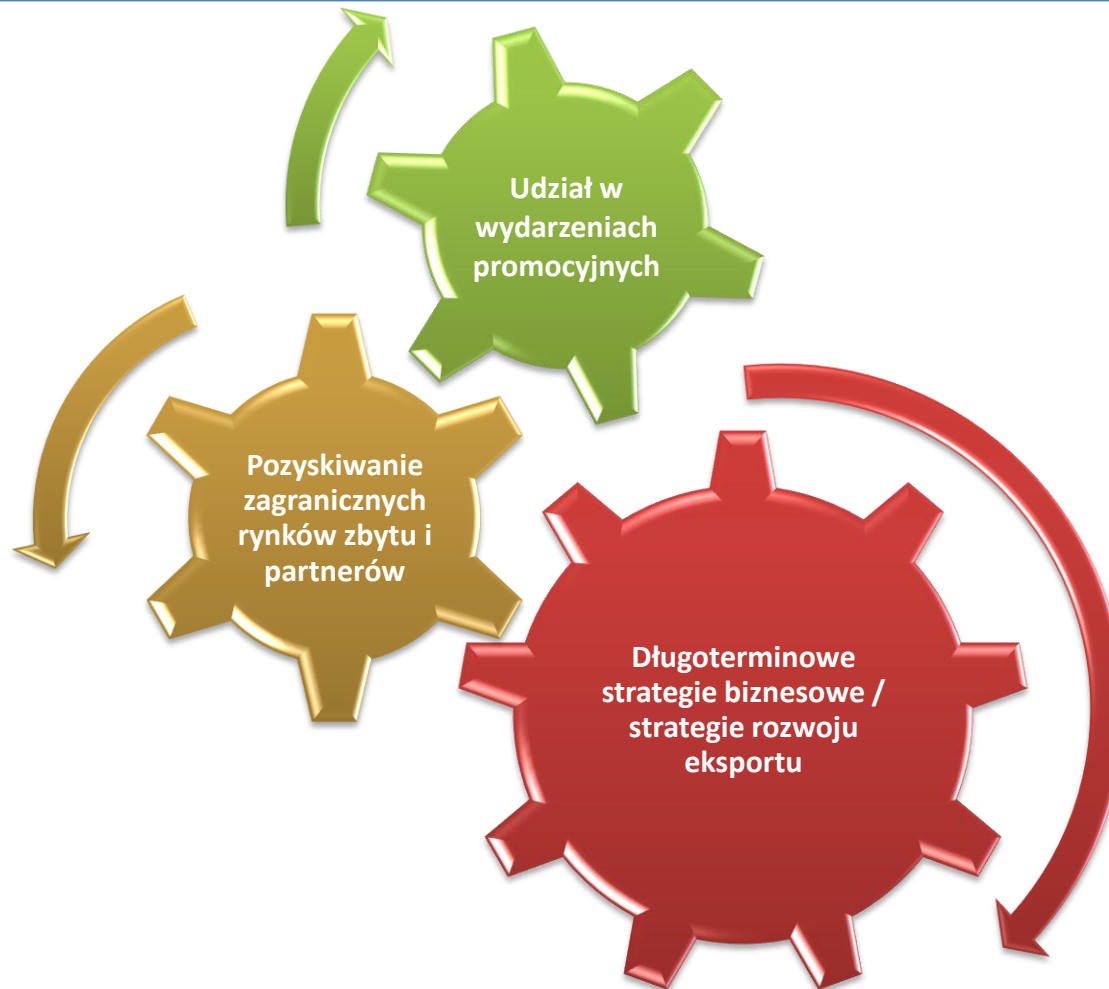 Udział w
wydarzeniach
promocyjnych
Pozyskiwanie
zagranicznych
rynków zbytu i
partnerów
Długoterminowe
strategie biznesowe /
strategie rozwoju
eksportu